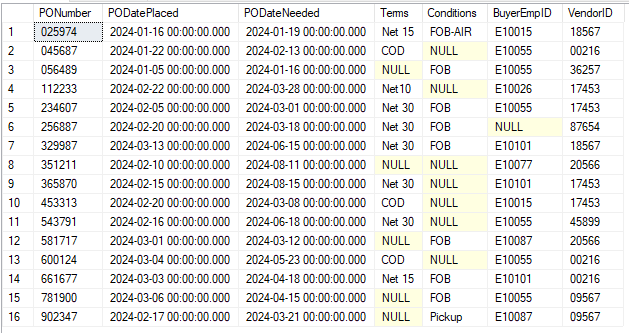 PONumber PODatePlaced PODateNeeded Terms Conditions BuyerEmpID VendorID
1 025974 2024-01-16 00:00:00.000 2024-01-19 00:00:00.000 Net 15 FOB-AIR E10015 18567
2 045687 2024-01-22 00:00:00.000 2024-02-13 00:00:00.000 COD NULL E10055 00216
3 056489 2024-01-05 00:00:00.000 2024-01-16 00:00:00.000 NULL FOB E10055 36257
4 112233 2024-02-22 00:00:00.000 2024-03-28 00:00:00.000 Net10 NULL E10026 17453
5 234607 2024-02-05 00:00:00.000 2024-03-01 00:00:00.000 Net 30 FOB E10055 17453
6 256887 2024-02-20 00:00:00.000 2024-03-18 00:00:00.000 Net 30 FOB NULL 87654
7 329987 2024-03-13 00:00:00.000 2024-06-15 00:00:00.000 Net 30 FOB E10101 18567
8 351211 2024-02-10 00:00:00.000 2024-08-11 00:00:00.000 NULL NULL E10077 20566
9 365870 2024-02-15 00:00:00.000 2024-08-15 00:00:00.000 Net 30 FOB E10101 17453
10 453313 2024-02-20 00:00:00.000 2024-03-08 00:00:00.000 COD NULL E10015 17453
11 543791 2024-02-16 00:00:00.000 2024-06-18 00:00:00.000 Net 30 NULL E10055 45899
12 581717 2024-03-01 00:00:00.000 2024-03-12 00:00:00.000 NULL FOB E10087 20566
13 600124 2024-03-04 00:00:00.000 2024-05-23 00:00:00.000 COD NULL E10055 00216
14 661677 2024-03-03 00:00:00.000 2024-04-18 00:00:00.000 Net 15 FOB E10101 00216
15 781900 2024-03-06 00:00:00.000 2024-04-15 00:00:00.000 NULL FOB E10055 09567
16 902347 2024-02-17 00:00:00.000 2024-03-21 00:00:00.000 NULL Pickup E10087 09567